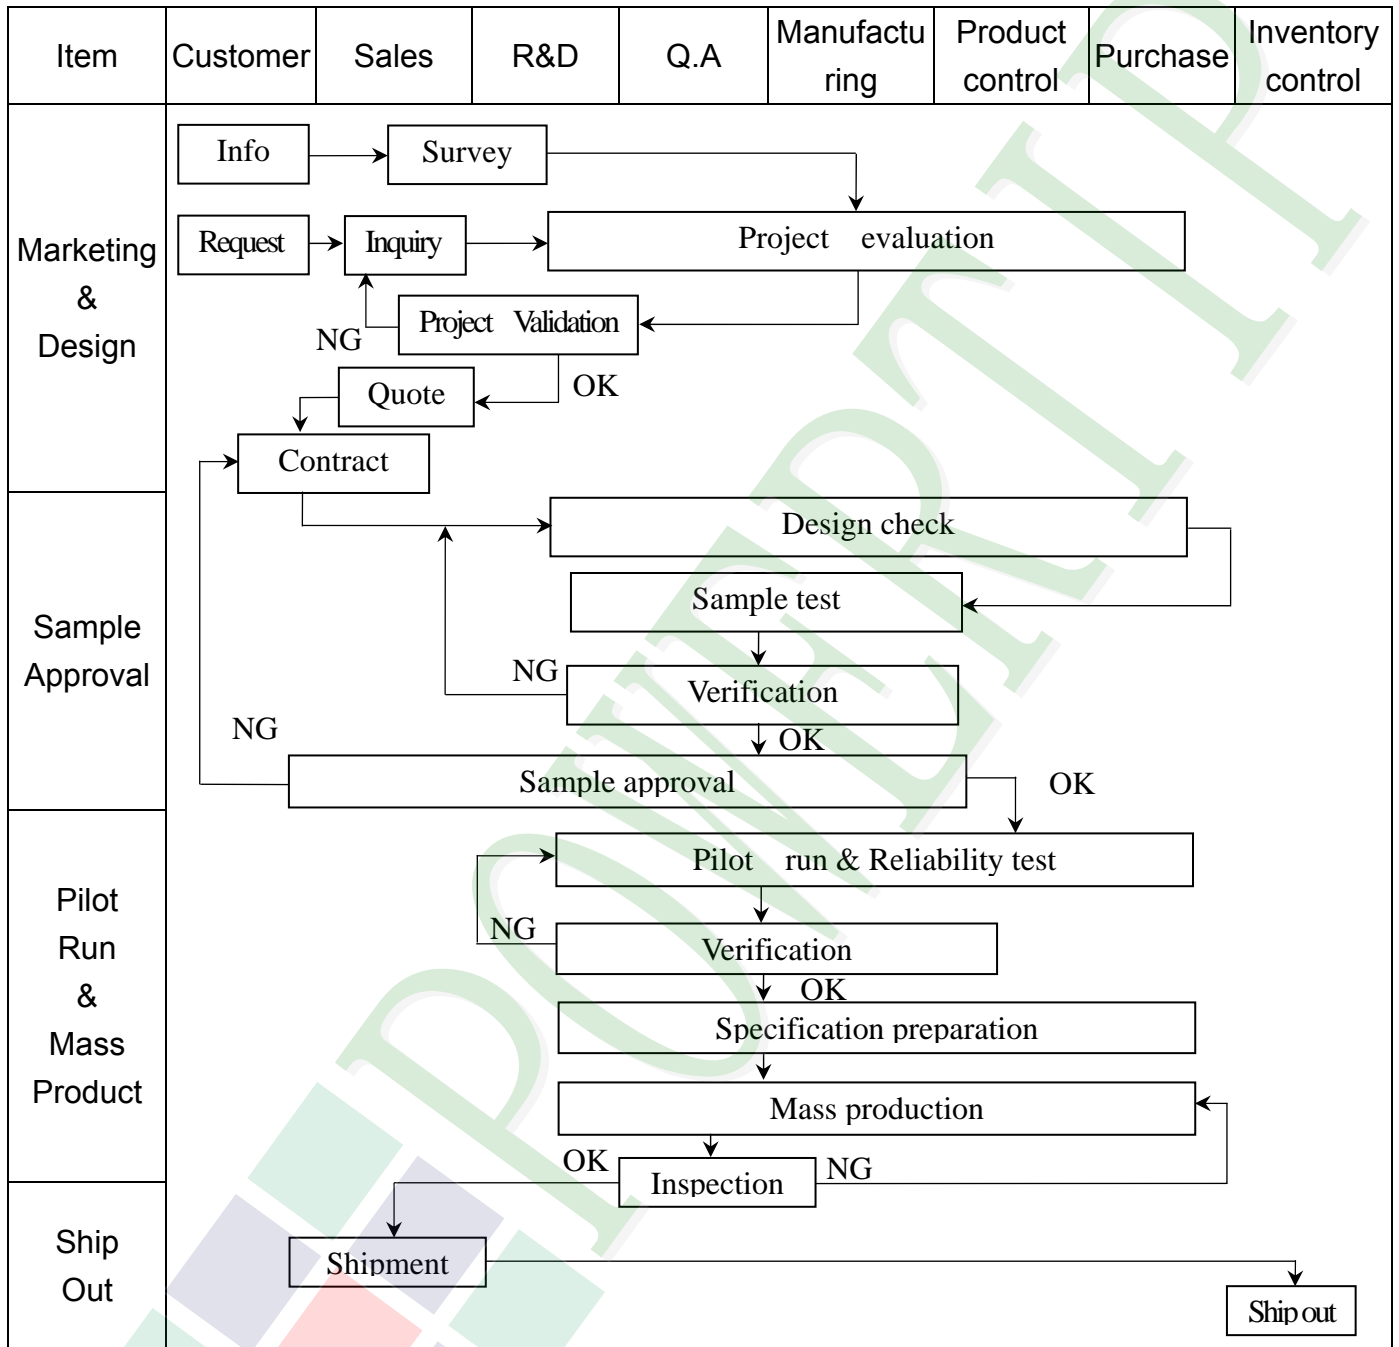 Item
Customer
Sales
R&D
Q.A
Manufactu
ring
Product
control
Purchase
Inventory
control
Marketing
&
Design
Info
Survey
Request
Inquiry
Project evaluation
NG
Project Validation
Quote
OK
Contract
Sample
Approval
Design check
Sample test
NG
Verification
NG
OK
Sample approval
OK
Pilot
Run
&
Mass
Product
Pilot run & Reliability test
NG
Verification
OK
Specification preparation
Mass production
OK
Inspection
NG
Ship
Out
Shipment
Ship out
POWERTIP